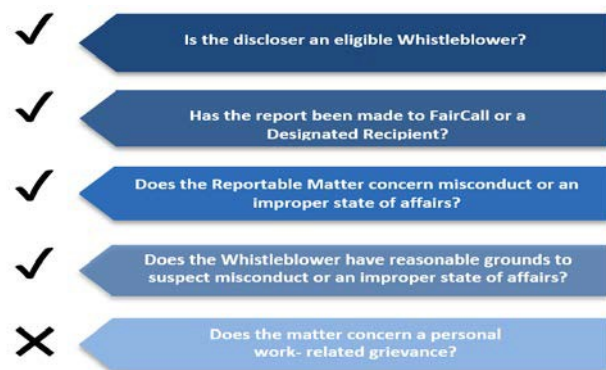 Is the discloser an eligible Whistleblower?
Has the report been made to FairCall or a
Designated Recipient?
Does the Reportable Matter concern misconduct or an
improper state of affairs?
Does the Whistleblower have reasonable grounds to
suspect misconduct or an improper state of affairs?
Does the matter concern a personal
work- related grievance?